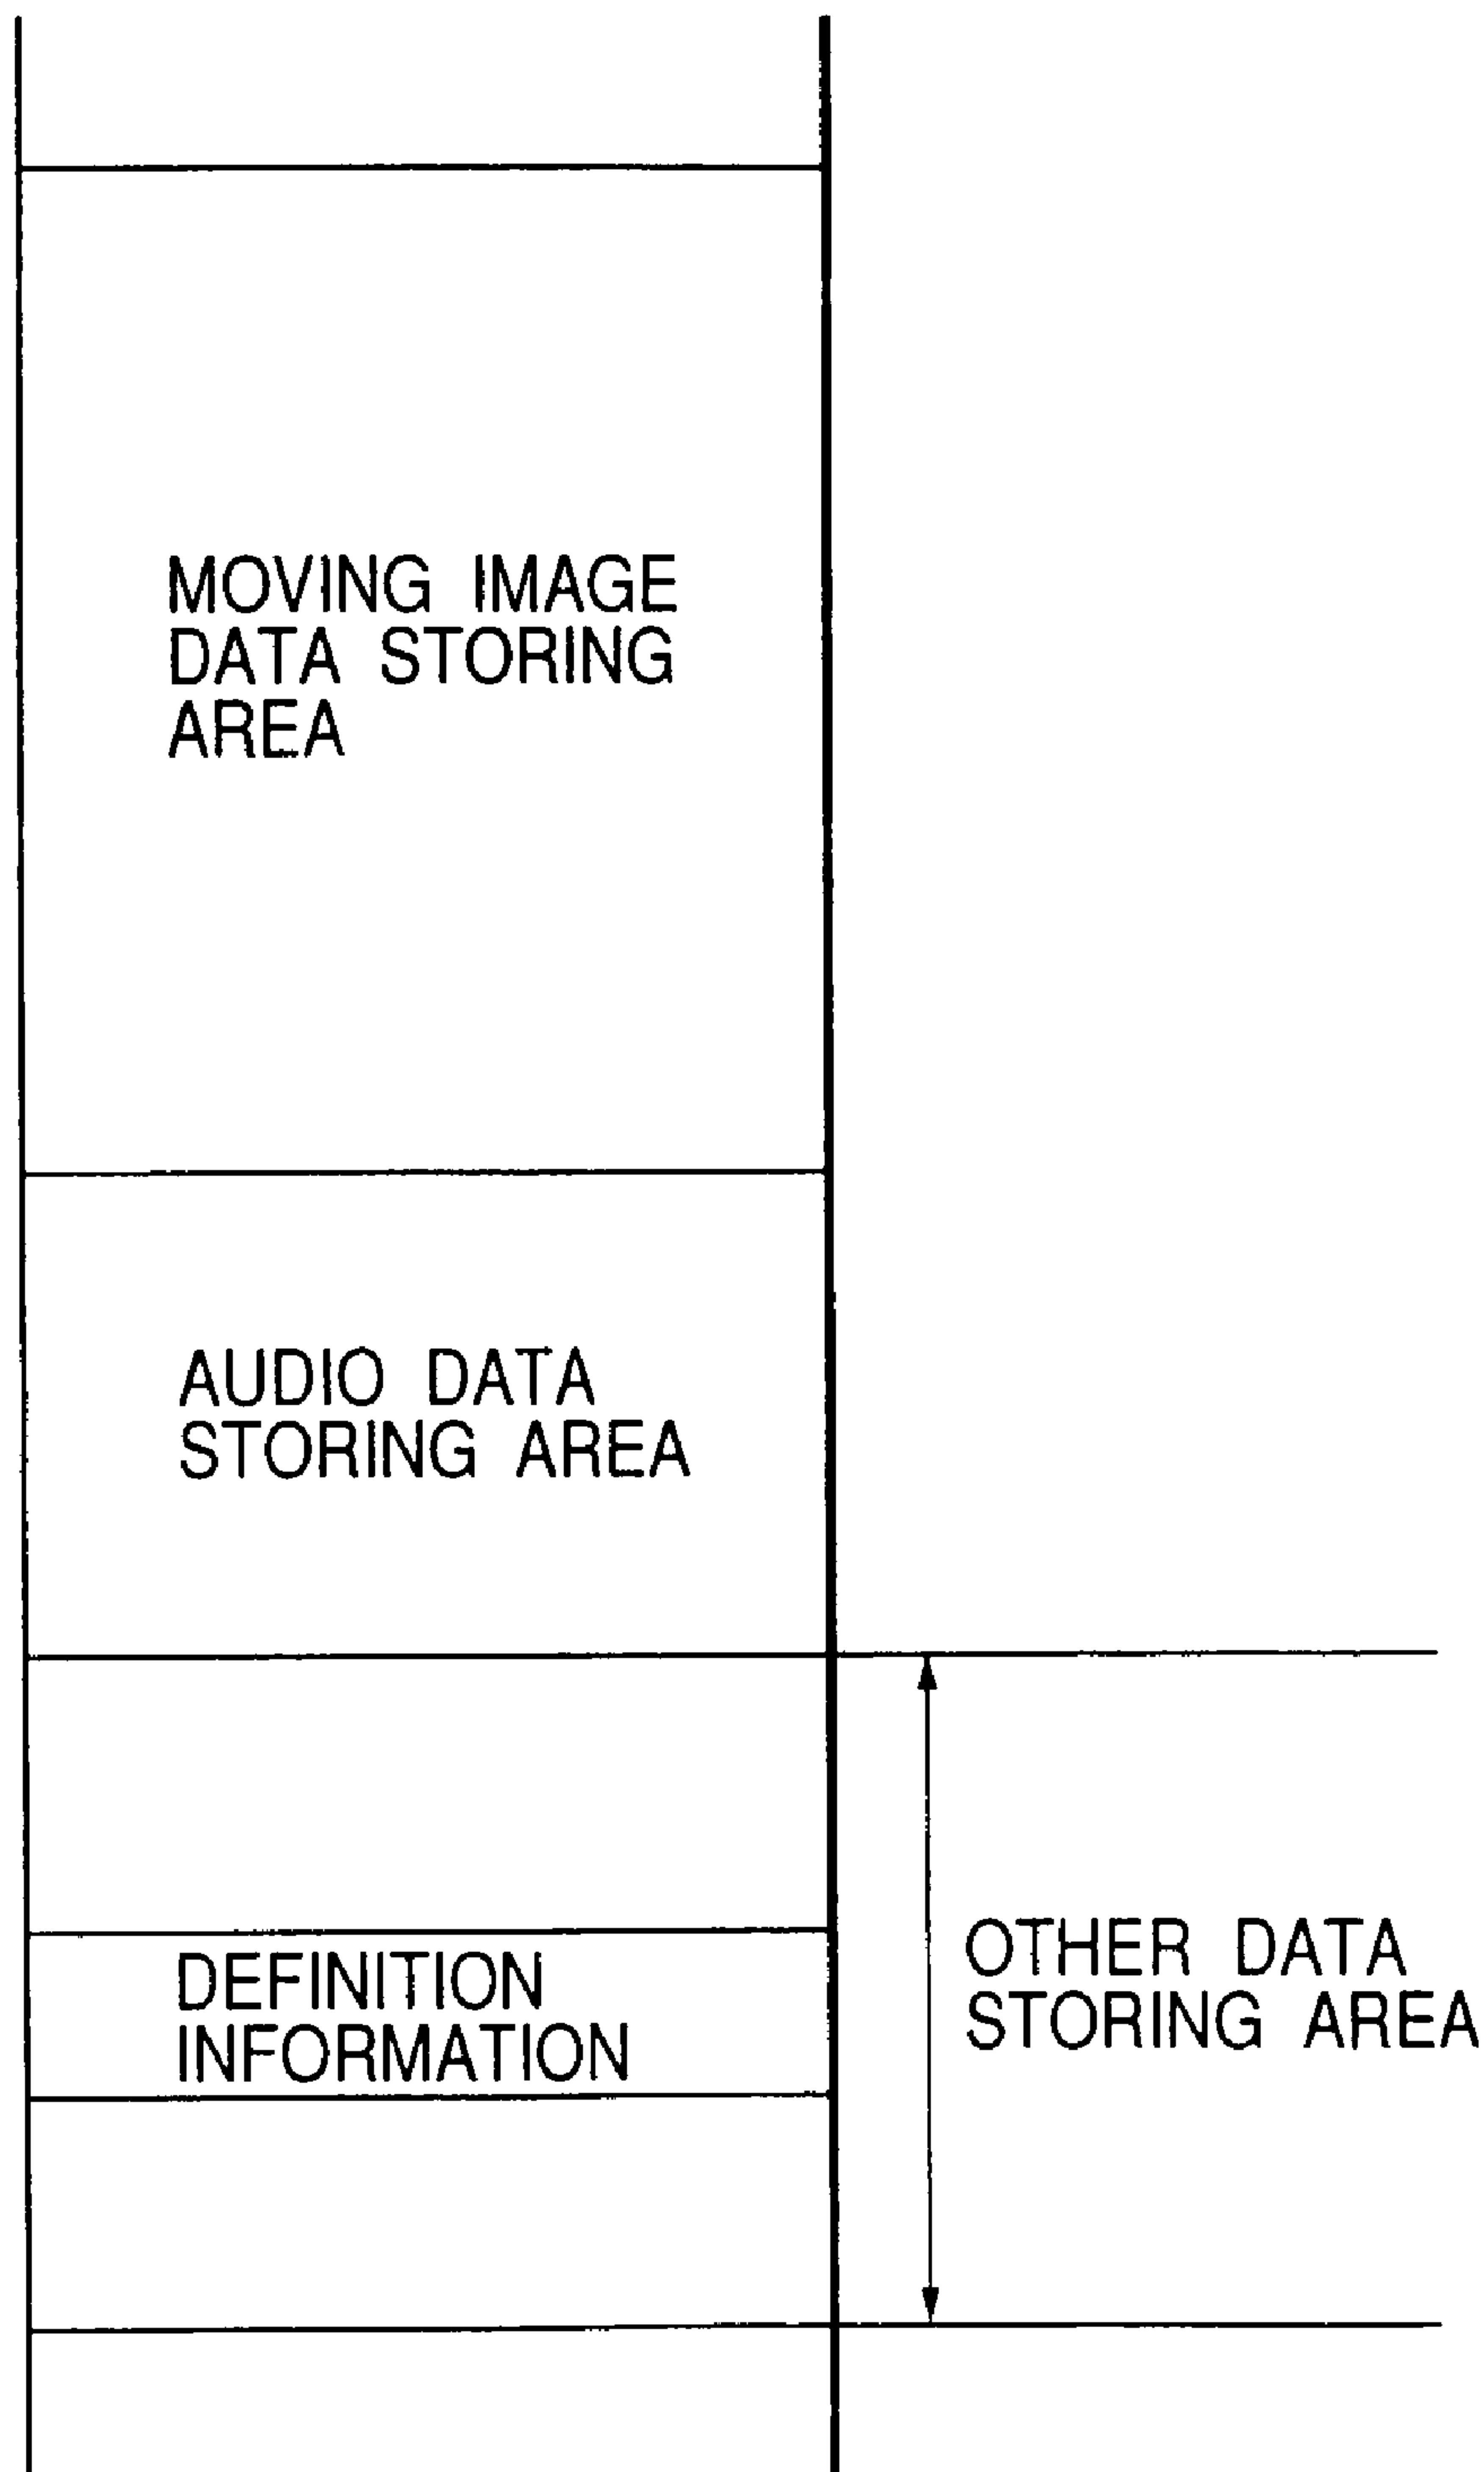 MOVING IMAGE
DATA STORING
AREA
AUDIO DATA
STORING AREA
DEFINITION
INFORMATION
OTHER DATA
STORING AREA